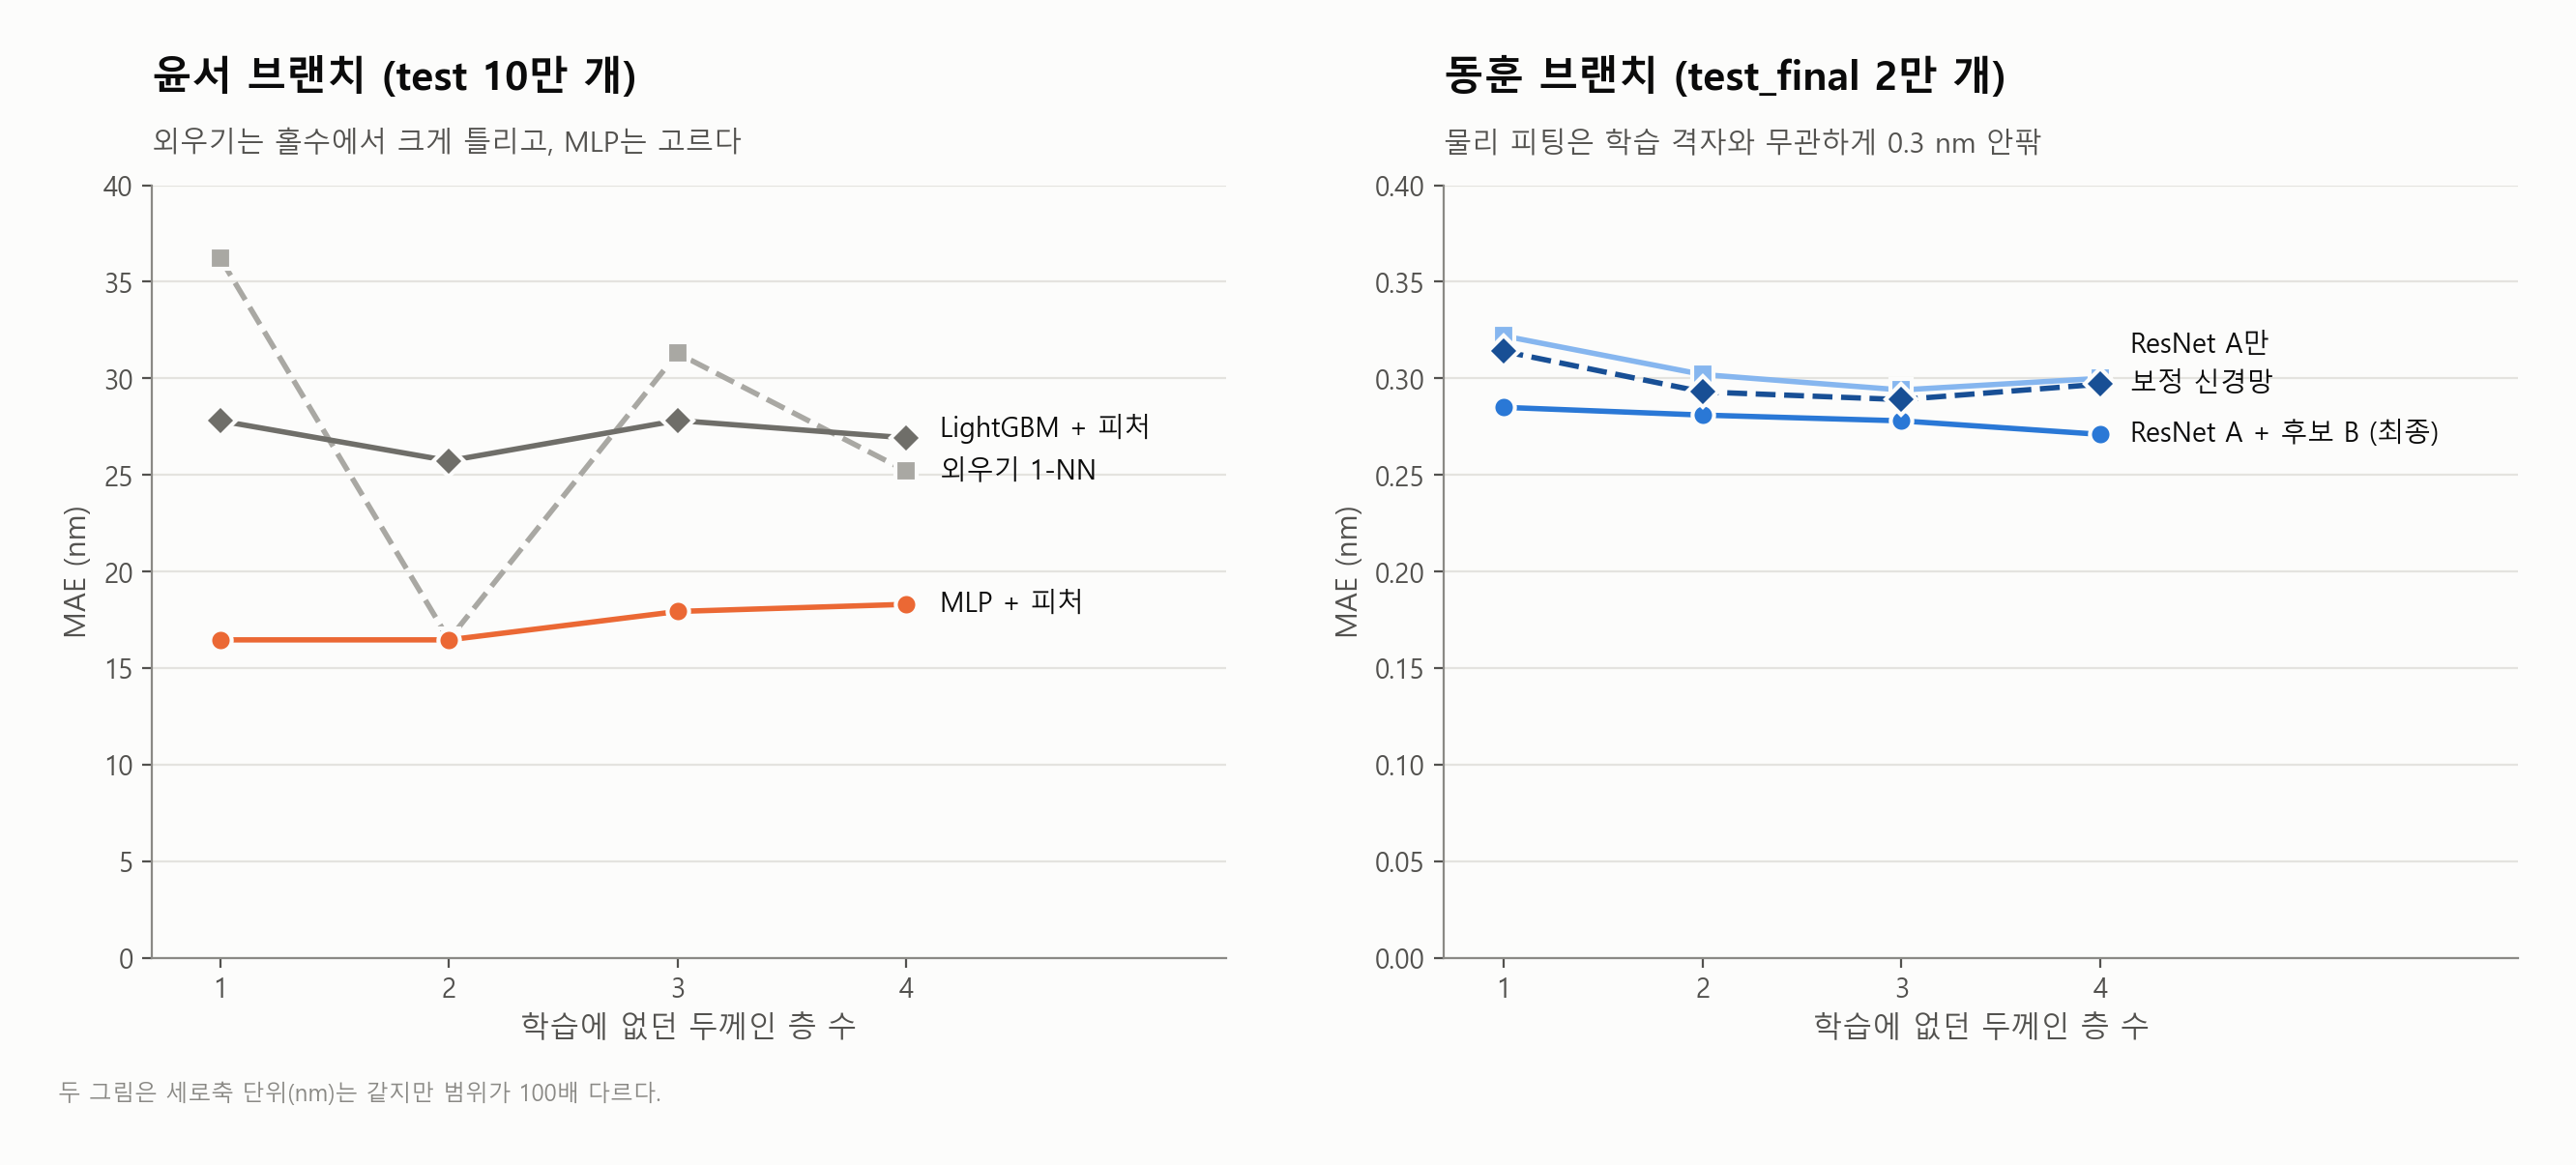 윤서 브랜치 (test 10만 개)
외우기는 홀수에서 크게 틀리고, MLP는 고르다
40
35
30
25
20
15
10
5
0
MAE (nm)
LightGBM + 피처
외우기 1-NN
MLP + 피처
1 2 3 4
학습에 없던 두께인 층 수
동훈 브랜치 (test_final 2만 개)
물리 피팅은 학습 격자와 무관하게 0.3 nm 안팎
0.40
0.35
0.30
0.25
0.20
0.15
0.10
0.05
0.00
MAE (nm)
ResNet A만
보정 신경망
ResNet A + 후보 B (최종)
1 2 3 4
학습에 없던 두께인 층 수
두 그림은 세로축 단위(nm)는 같지만 범위가 100배 다르다.